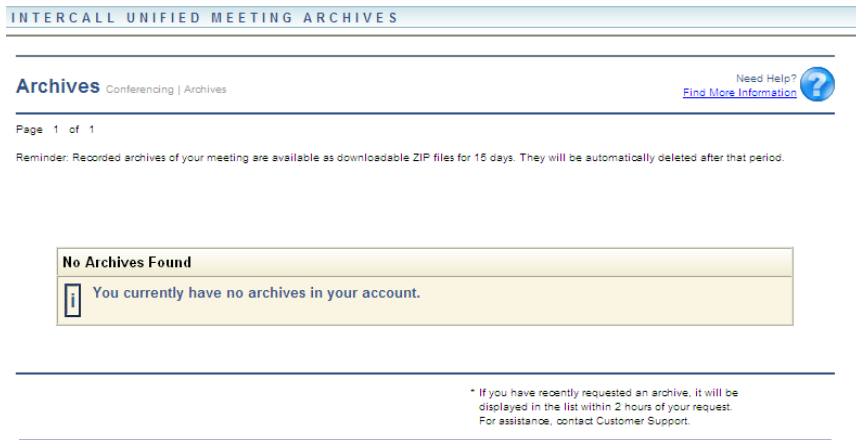 INTERCALL UNIFIED MEETING ARCHIVES
Need Help?
Archives Conferencing | Archives
Find More Information
Page 1 of 1
Reminder: Recorded archives of your meeting are available as downloadable ZIP files for 15 days. They will be automatically deleted after that period.
No Archives Found
i You currently have no archives in your account.
* If you have recently requested an archive, it will be
displayed in the list within 2 hours of your request.
For assistance, contact Customer Support.